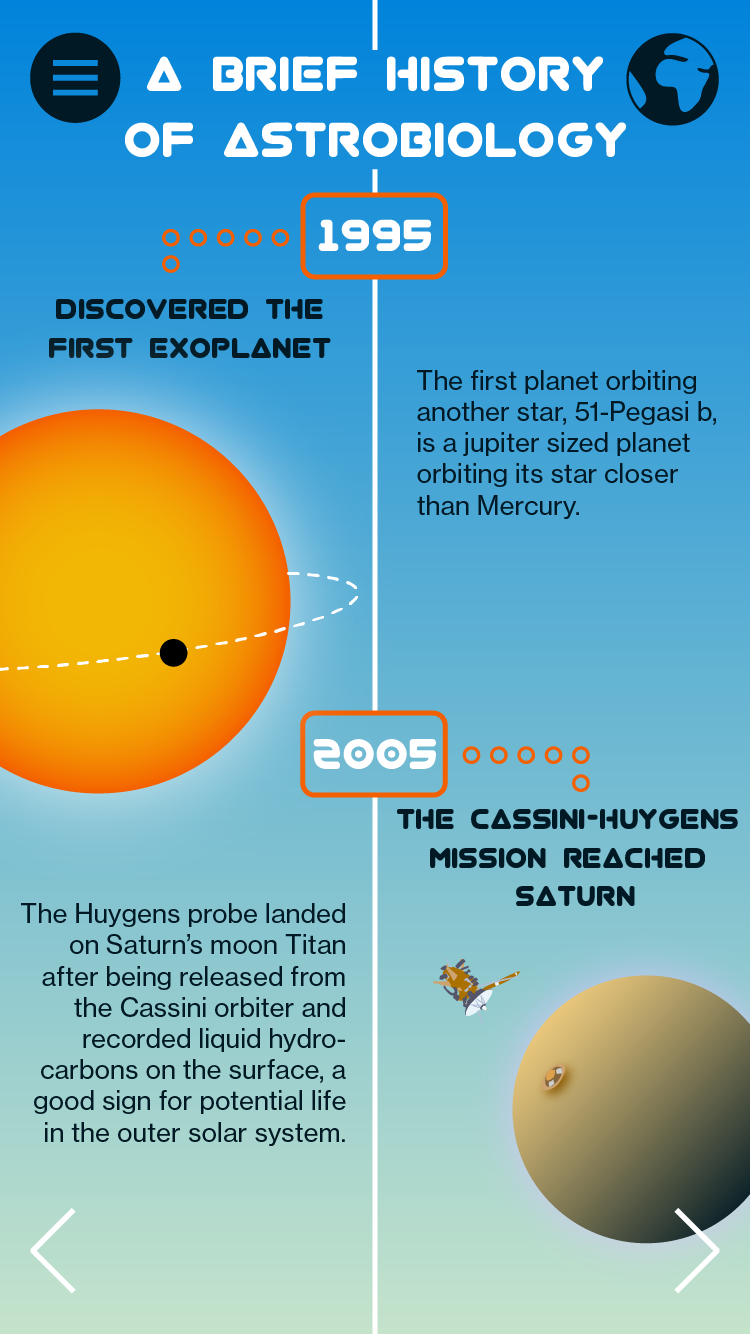 A BRIEF HISTORY
OF ASTROBIOLOGY
1995
DISCOVERED THE
FIRST EXOPLANET
The first planet orbiting
another star, 51-Pegasi b,
is a jupiter sized planet
orbiting its star closer
than Mercury.
2005
THE CASSINI-HUYGENS
MISSION REACHED
SATURN
The Huygens probe landed
on Saturn’s moon Titan
after being released from
the Cassini orbiter and
recorded liquid hydro-
carbons on the surface, a
good sign for potential life
in the outer solar system.